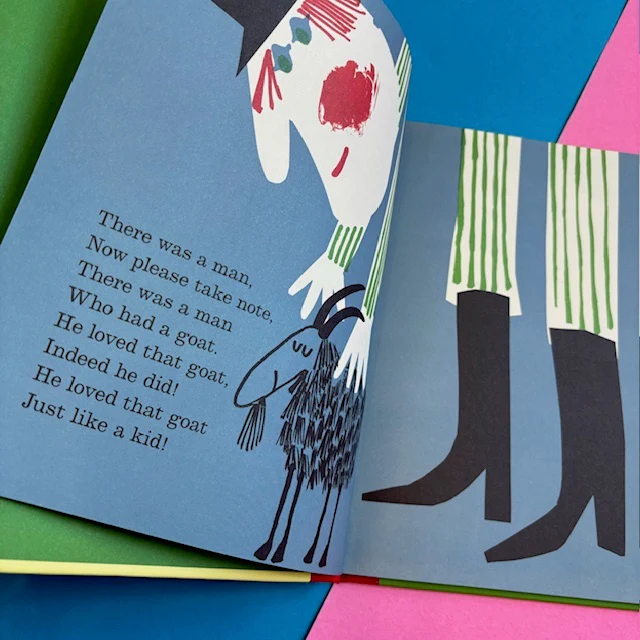 There was a man,
Now please take note,
There was a man
Who had a goat.
He loved that goat,
Indeed he did!
He loved that goat
Just like a kid!